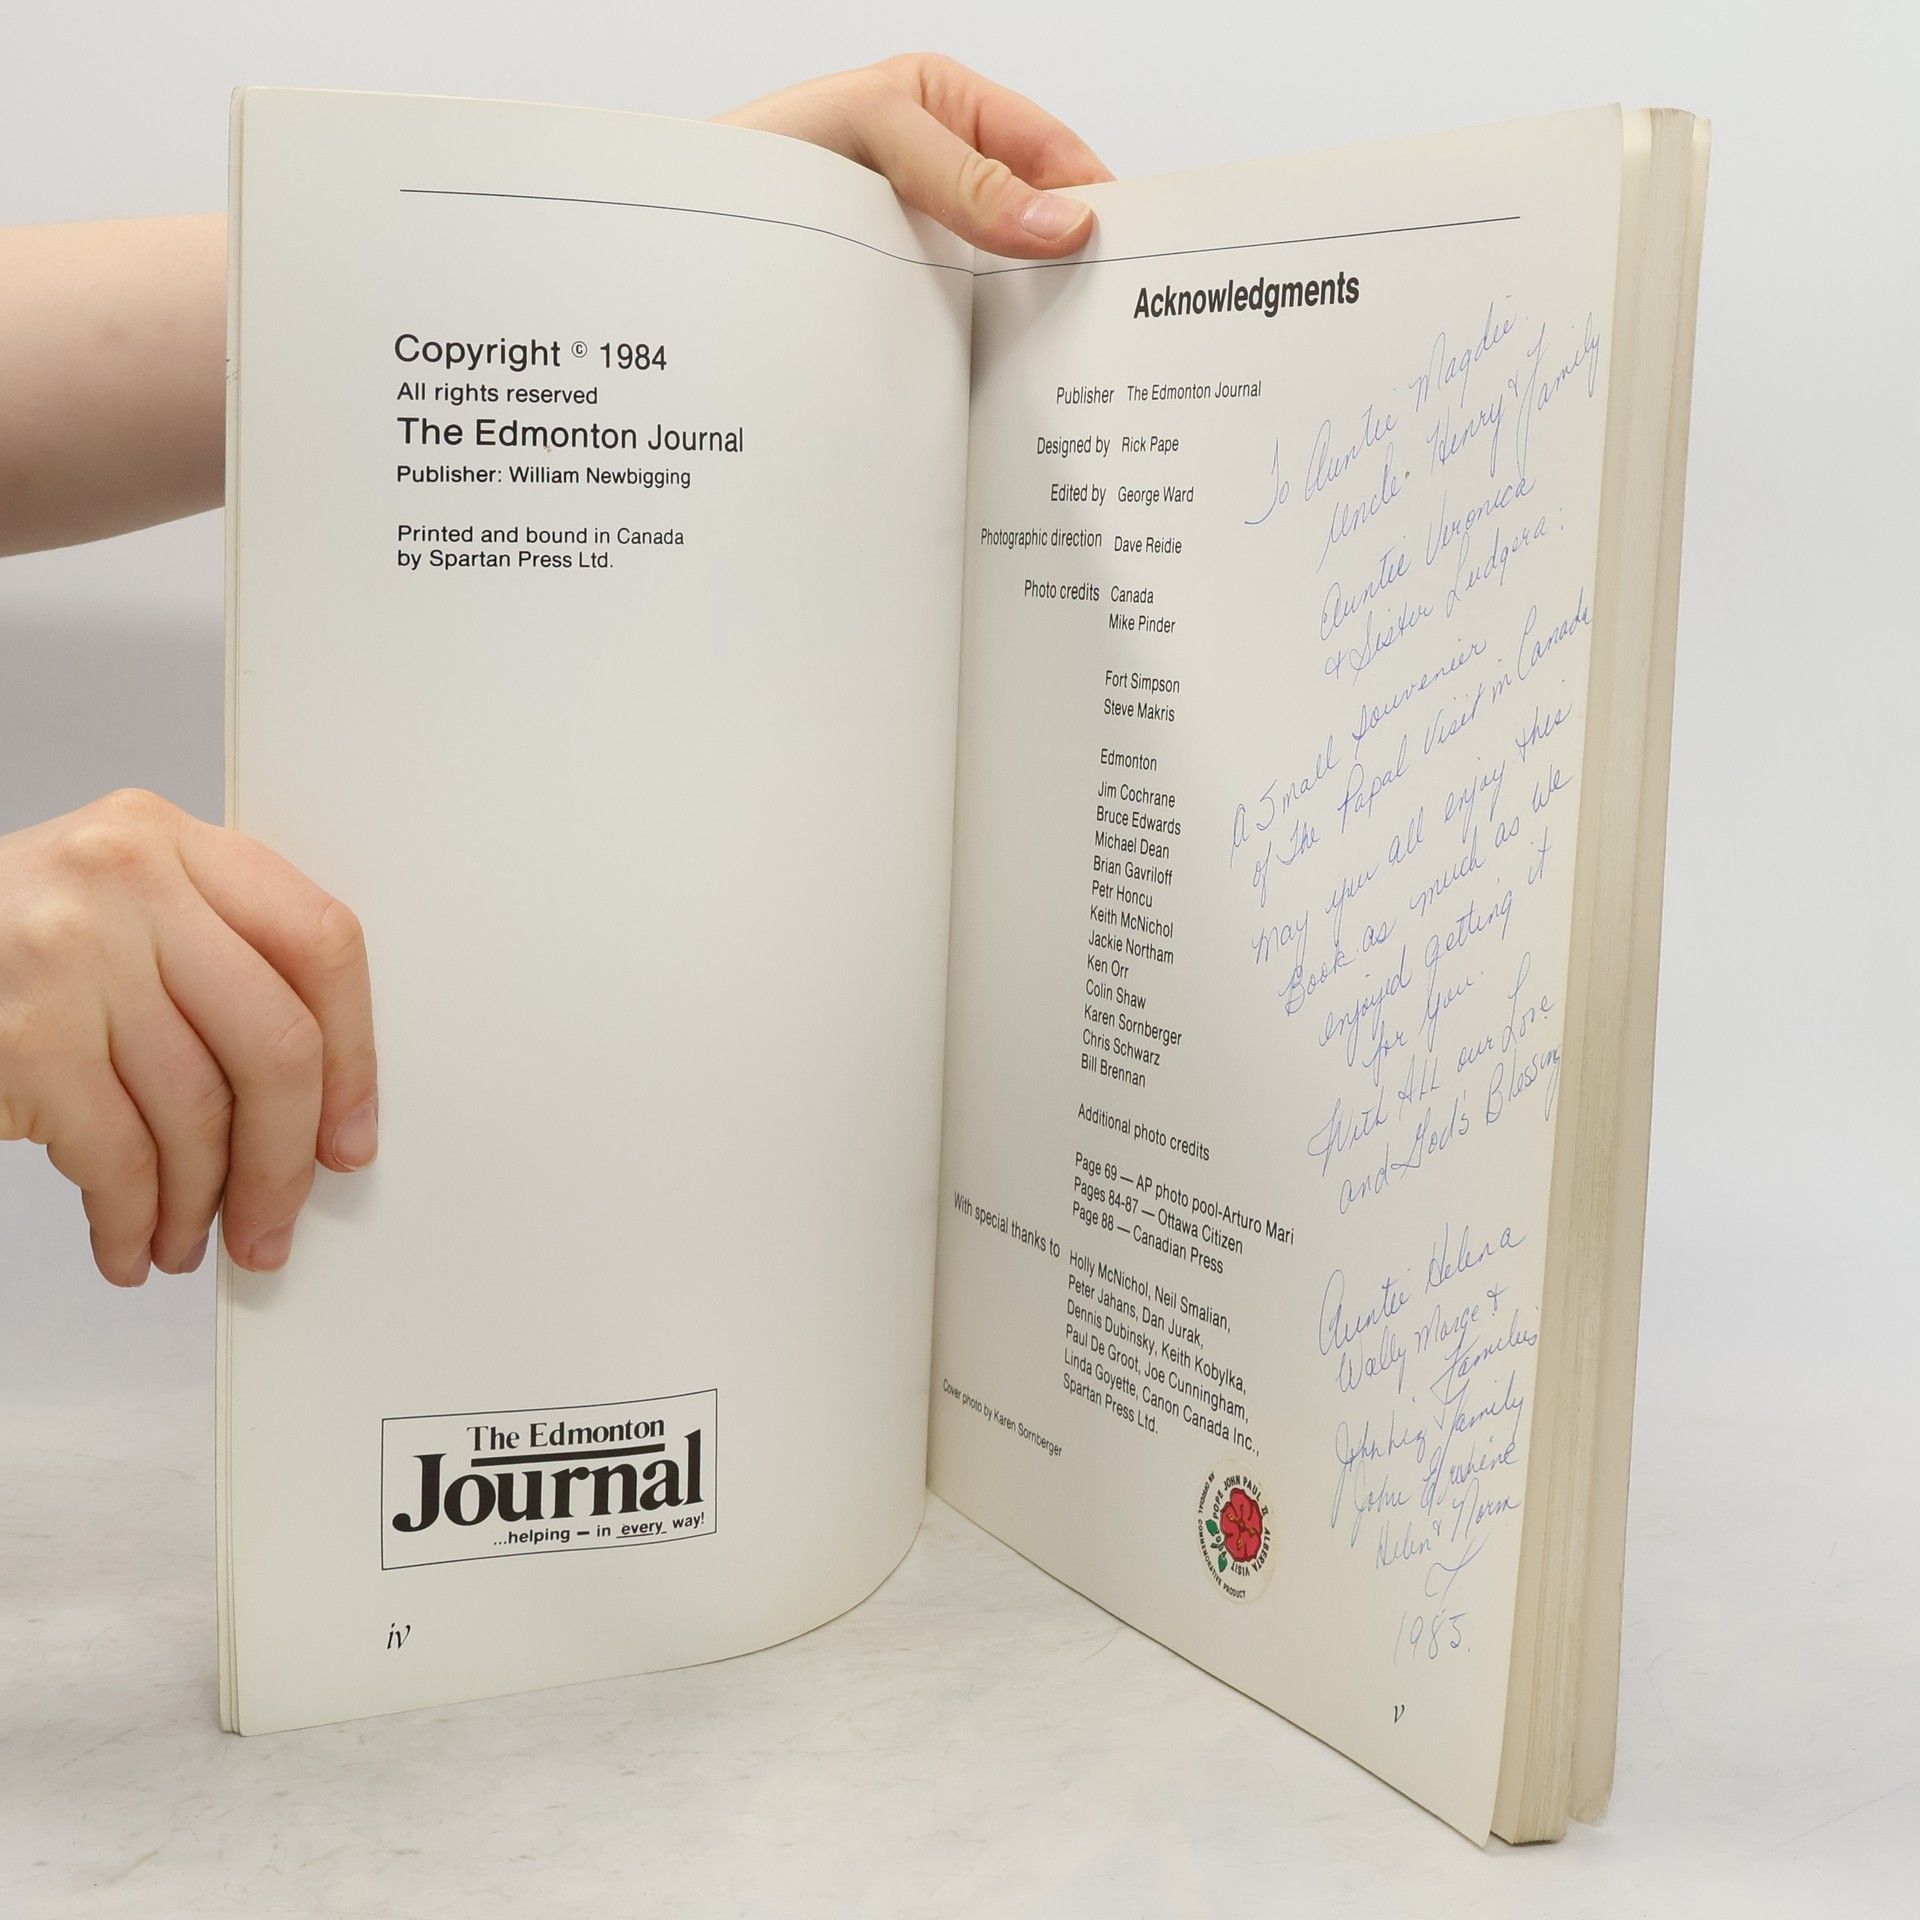 Copyright © 1984
All rights reserved
The Edmonton Journal
Publisher: William Newbigging
Printed and bound in Canada
by Spartan Press Ltd.
The Edmonton
Journal
...helping – in every way!
iv
Acknowledgments
Publisher The Edmonton Journal
Designed by Rick Pape
Edited by George Ward
Photographic direction Dave Reidie
Photo credits Canada
Mike Pinder
Fort Simpson
Steve Makris
Edmonton
Jim Cochrane
Bruce Edwards
Michael Dean
Brian Gavriloff
Petr Honcu
Keith McNichol
Jackie Northam
Ken Orr
Colin Shaw
Karen Sornberger
Chris Schwarz
Bill Brennan
Additional photo credits
Page 69 — AP photo pool-Arturo Mari
Pages 84-87 — Ottawa Citizen
Page 88 — Canadian Press
With special thanks to Holly McNichol, Neil Smalian,
Peter Jahans, Dan Jurak,
Dennis Dubinsky, Keith Kobylka,
Paul De Groot, Joe Cunningham,
Linda Goyette, Canon Canada Inc.,
Spartan Press Ltd.
Cover photo by Karen Sornberger
OFFICIAL COMMEMORATIVE PRODUCT
POPE JOHN PAUL II ALBERTA VISIT 1984
To Auntie Magdie.
Uncle Henry & Family
Auntie Veronica
& Sister Ludgera:
A Small Souvenier
of The Papal Visit in Canada
May you all enjoy this
Book as much as We
enjoyed getting it
for you.
With ALL our Love
and God's Blessing
Auntie Helena
Wally Marge &
Families
John Liz & Family
John
Helen & Norm
1985.
v